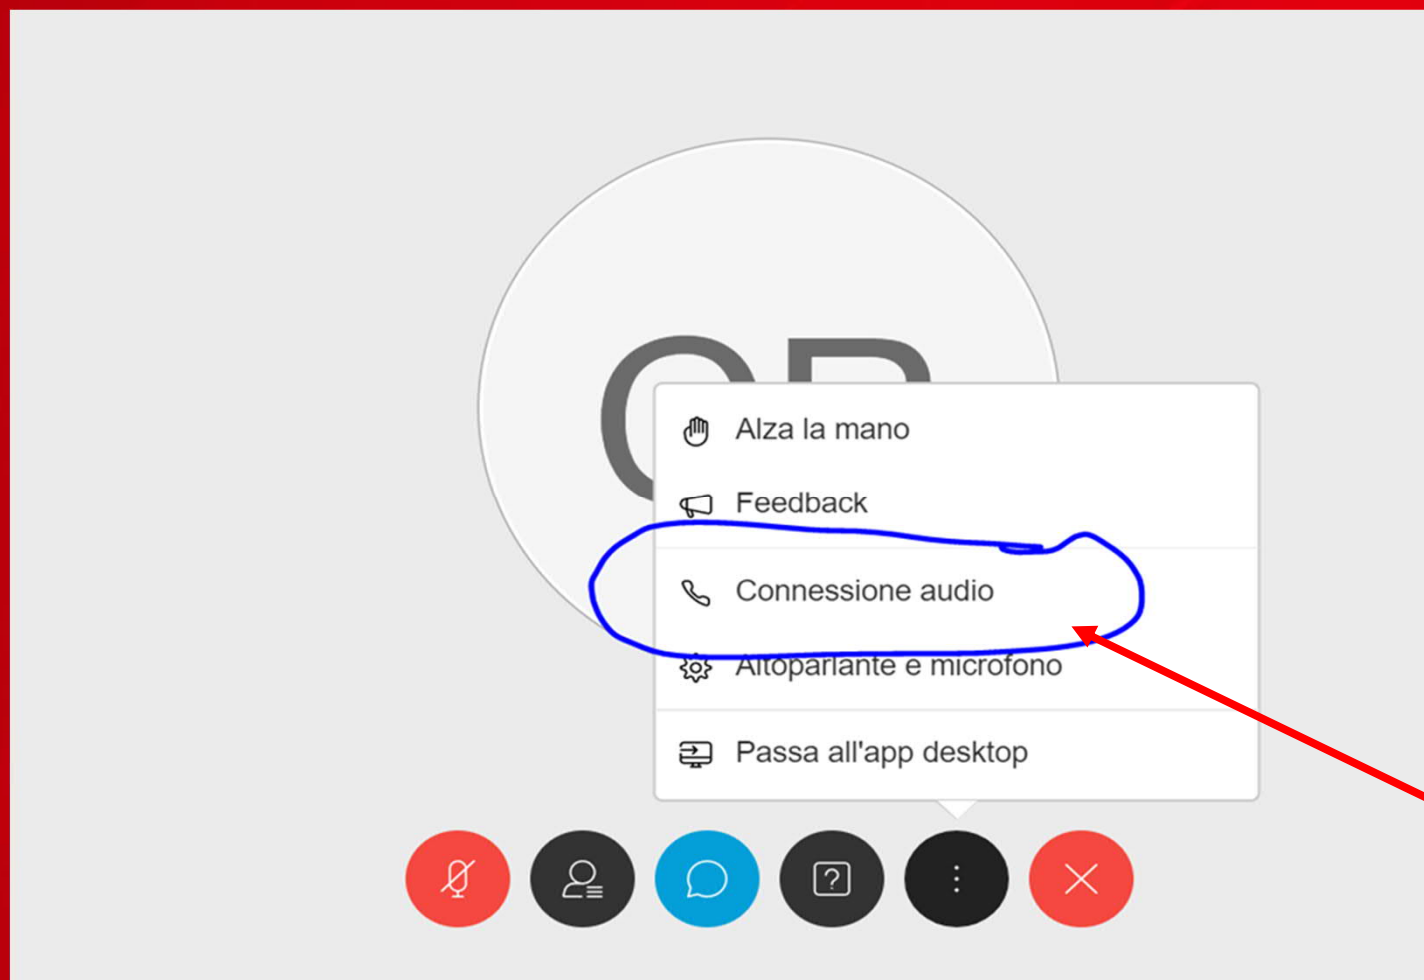 Alza la mano
Feedback
Connessione audio
Altoparlante e microfono
Passa all'app desktop